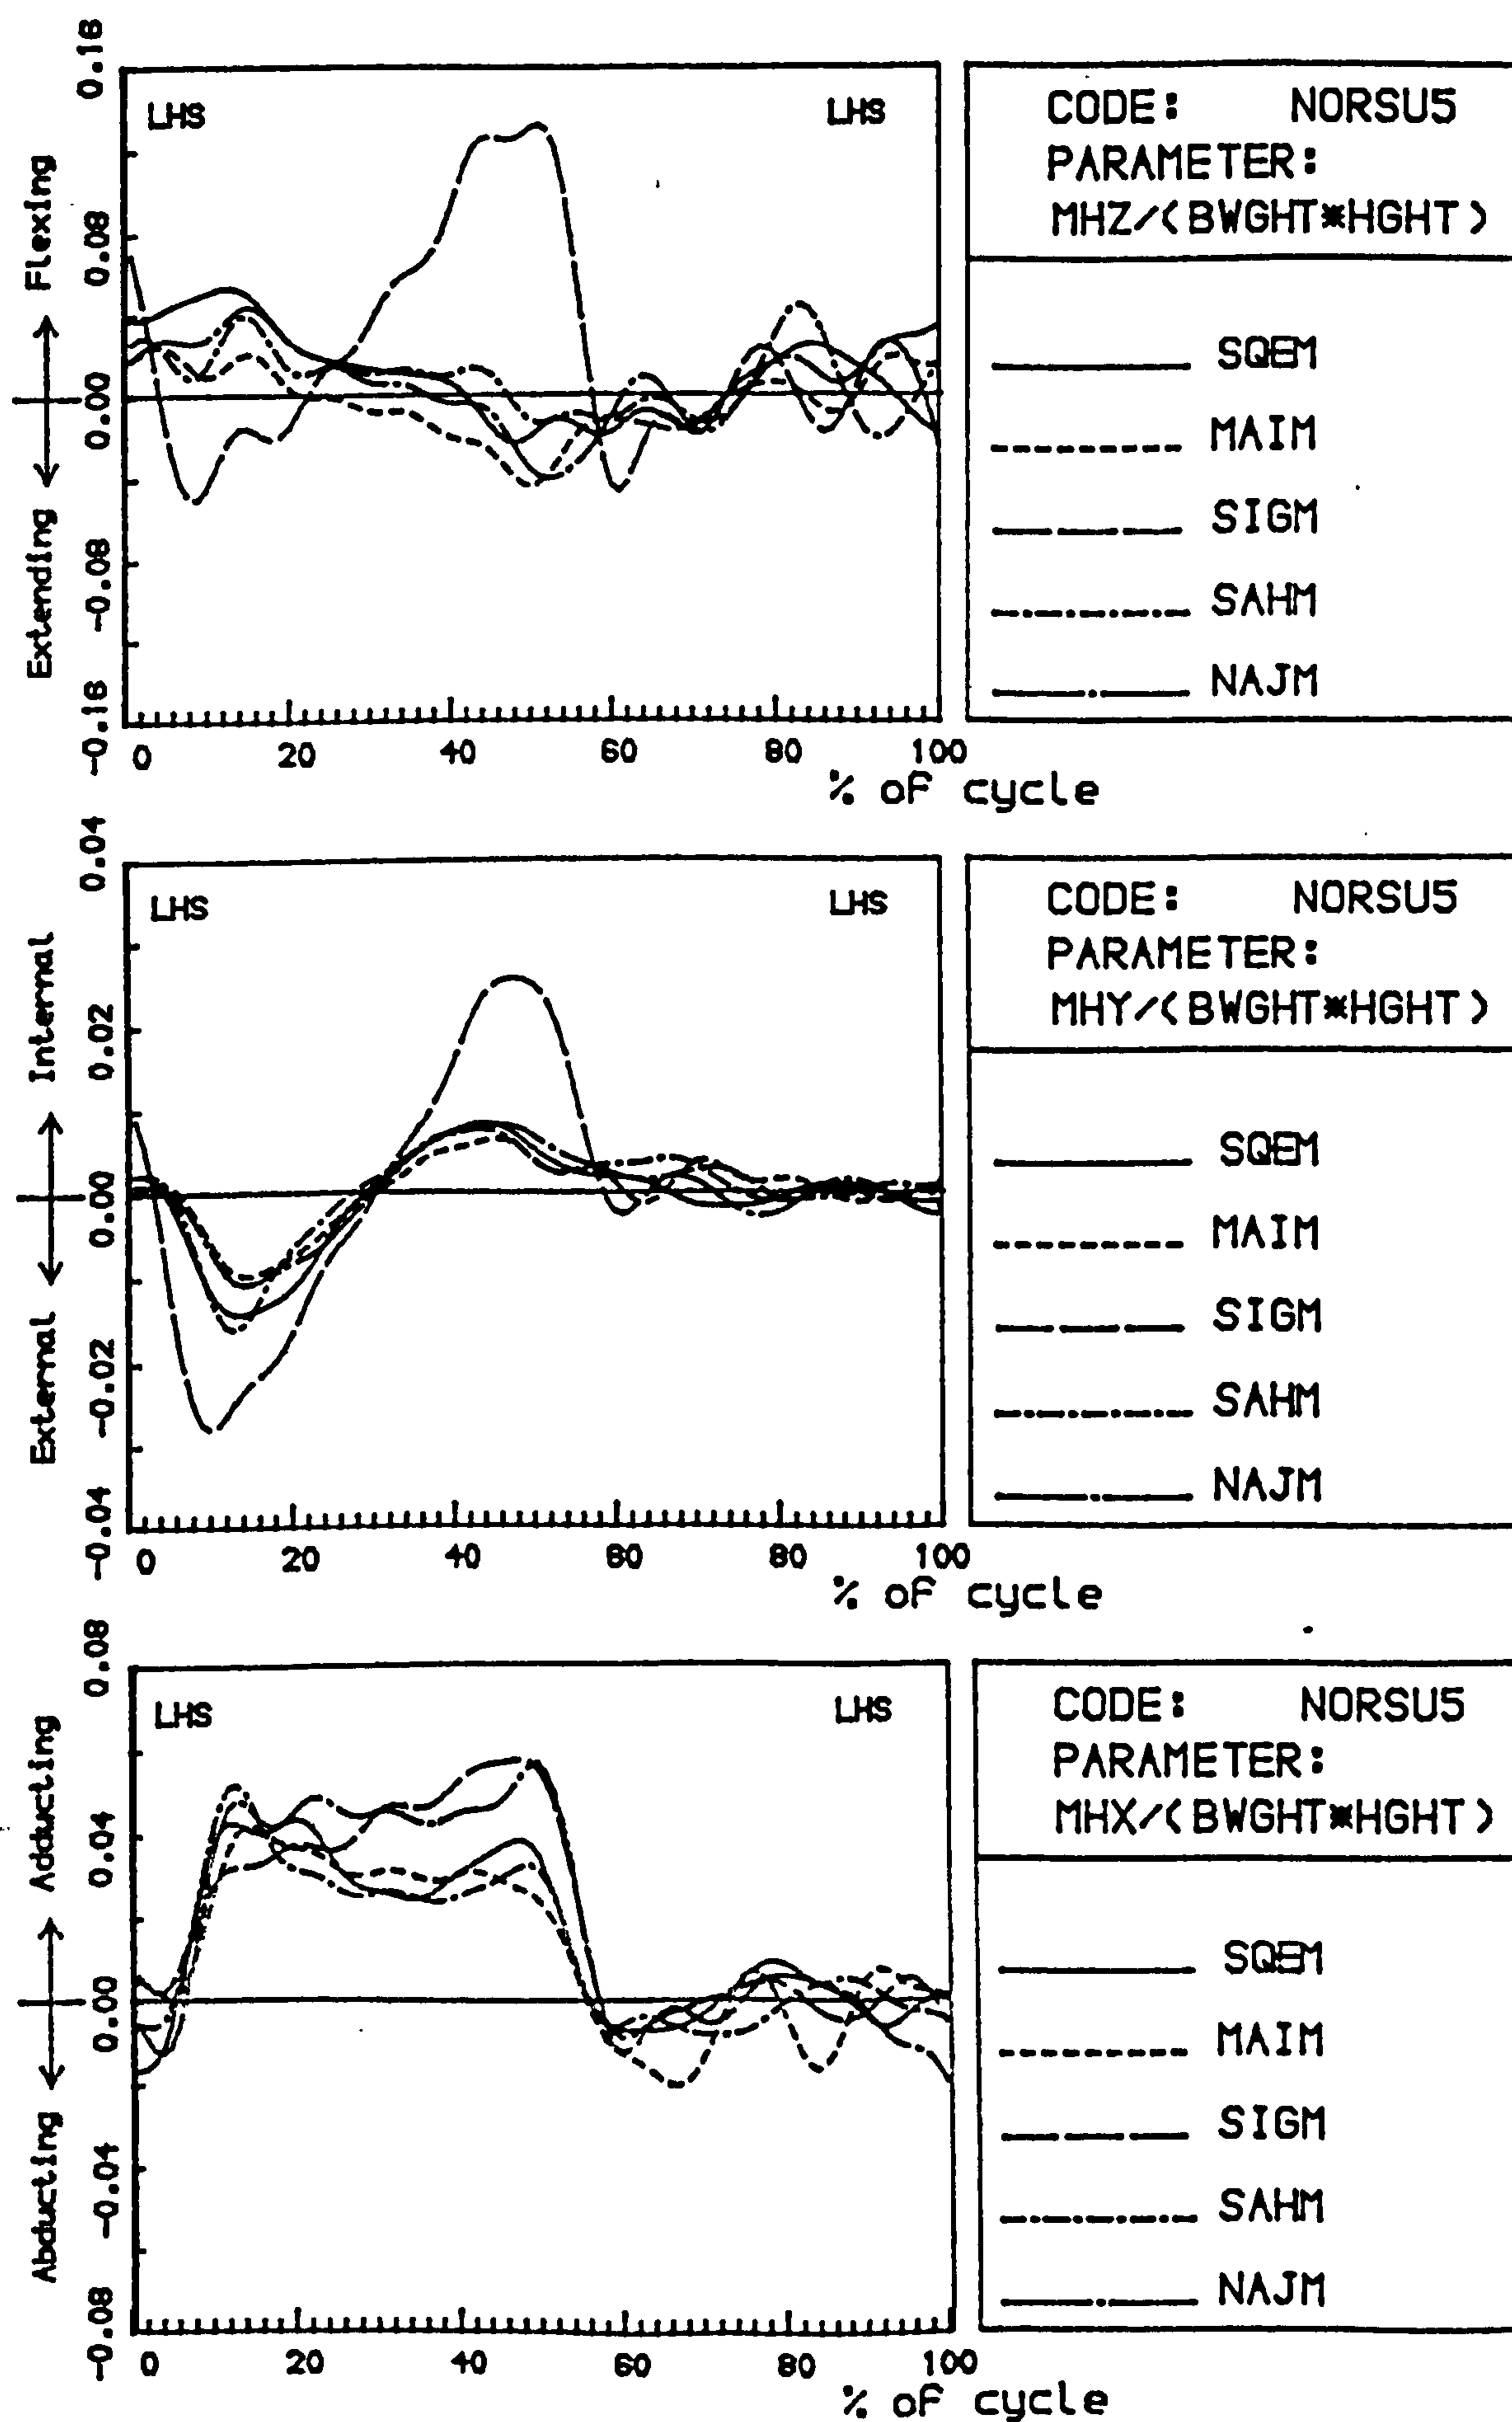 0.16
0.08
0.00
-0.08
-0.16
Extending ←→ Flexing
LHS LHS
0 20 40 60 80 100
% of cycle
CODE: NORSU5
PARAMETER:
MHZ/(BWGHT*HGHT)
SQEM
MAIM
SIGM
SAHM
NAJM
0.04
0.02
0.00
-0.02
-0.04
External ←→ Internal
LHS LHS
0 20 40 60 80 100
% of cycle
CODE: NORSU5
PARAMETER:
MHY/(BWGHT*HGHT)
SQEM
MAIM
SIGM
SAHM
NAJM
0.08
0.04
0.00
-0.04
-0.08
Abducting ←→ Adducting
LHS LHS
0 20 40 60 80 100
% of cycle
CODE: NORSU5
PARAMETER:
MHX/(BWGHT*HGHT)
SQEM
MAIM
SIGM
SAHM
NAJM